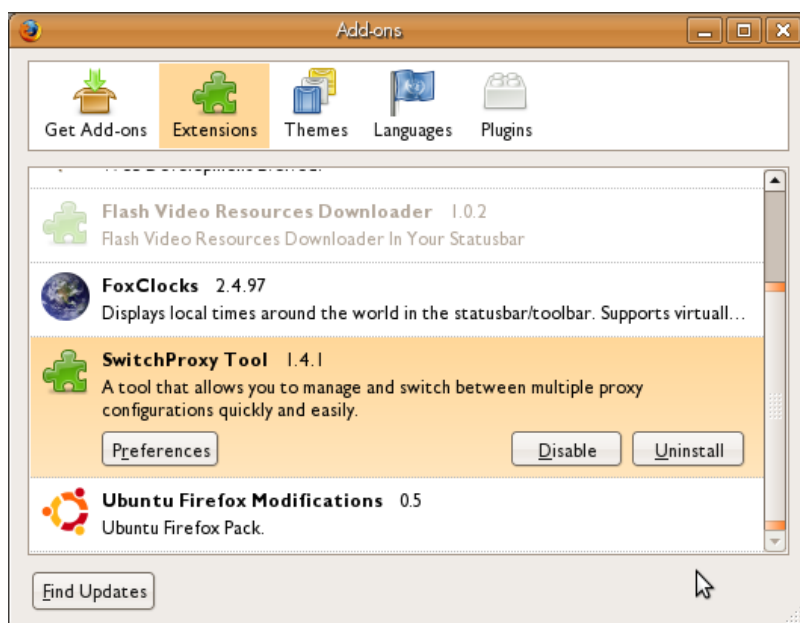 Add-ons
Get Add-ons
Extensions
Themes
Languages
Plugins
Flash Video Resources Downloader 1.0.2
Flash Video Resources Downloader In Your Statusbar
FoxClocks 2.4.97
Displays local times around the world in the statusbar/toolbar. Supports virtuall...
SwitchProxy Tool 1.4.1
A tool that allows you to manage and switch between multiple proxy
configurations quickly and easily.
Preferences
Disable
Uninstall
Ubuntu Firefox Modifications 0.5
Ubuntu Firefox Pack.
Find Updates